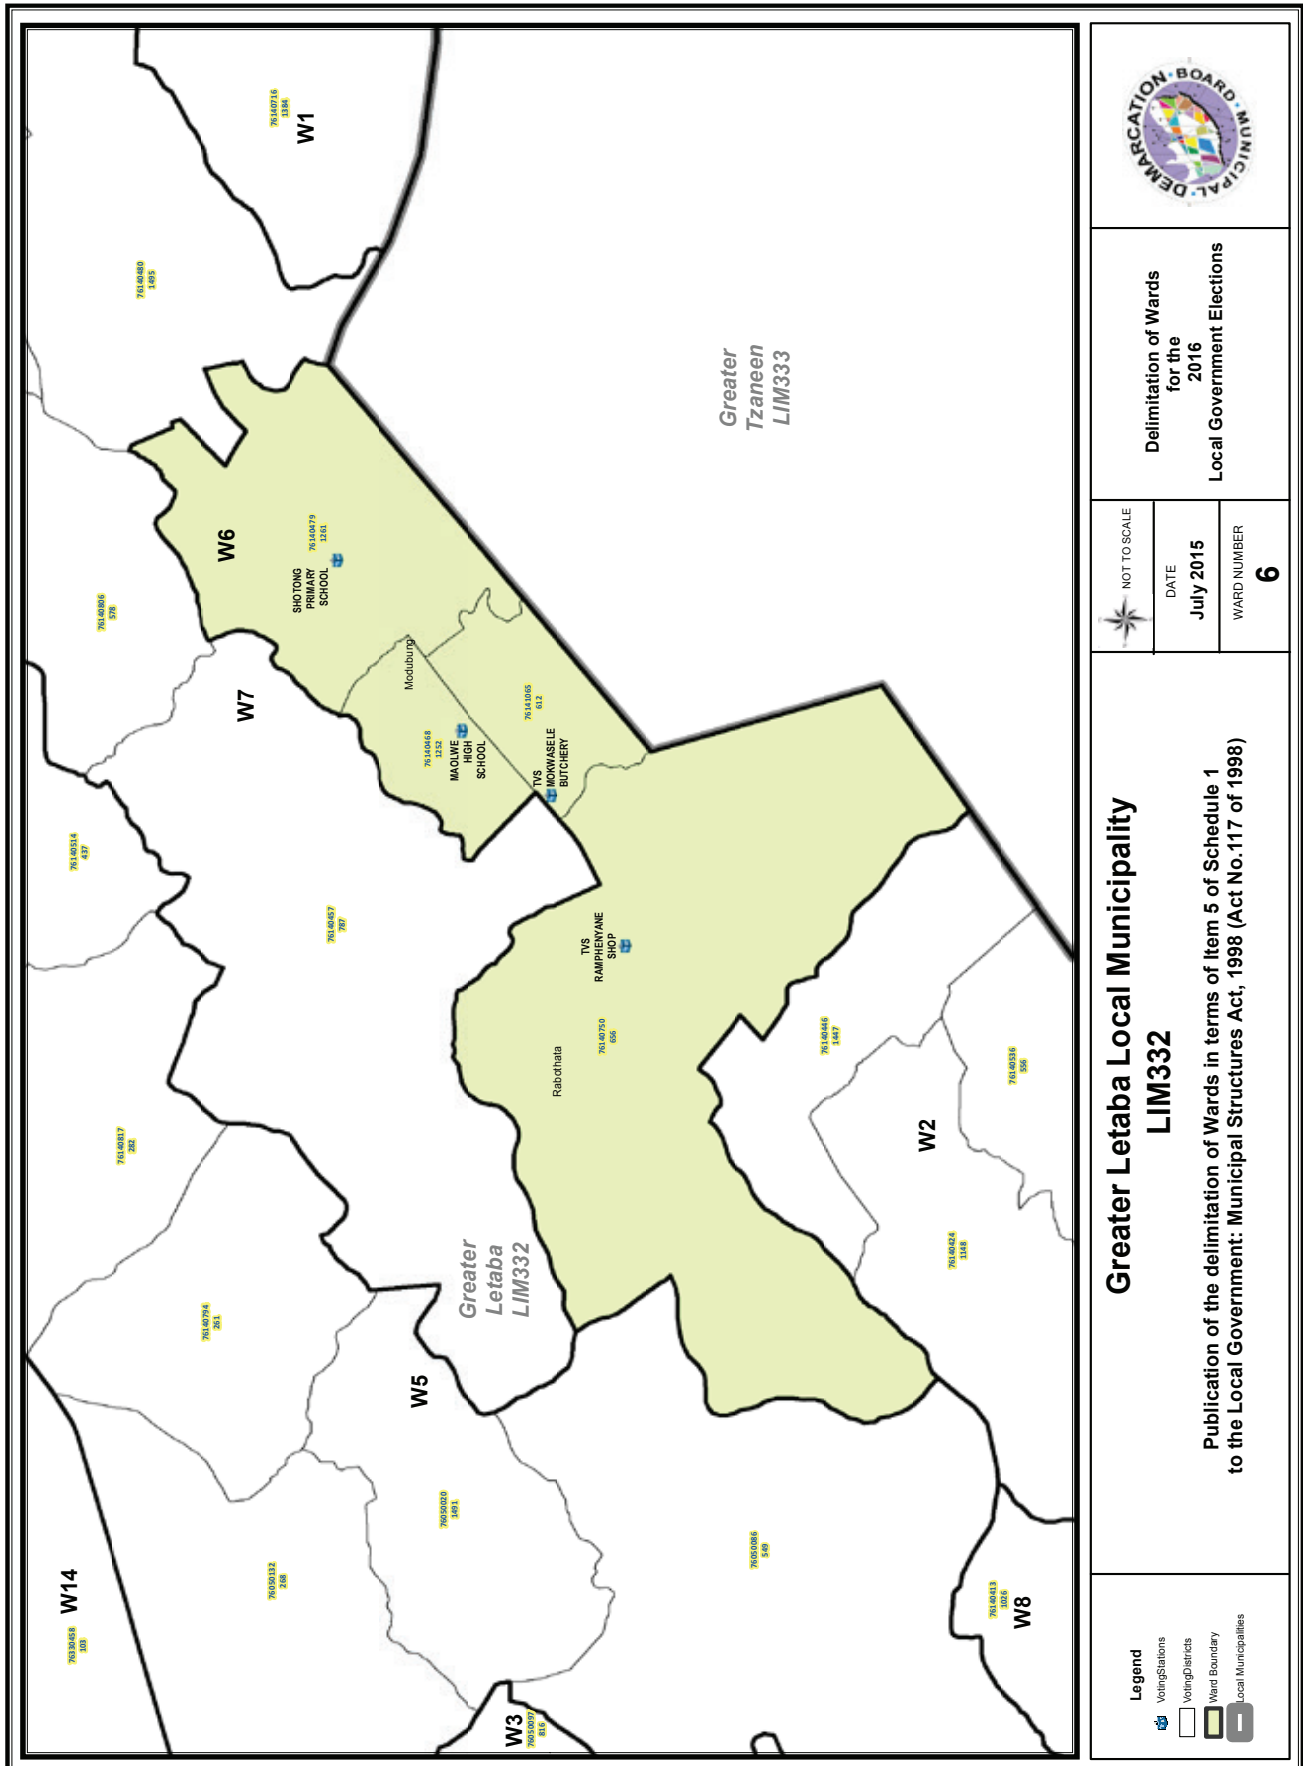 W14
76330458
103
76140817
282
76140514
437
76140806
578
76140480
1495
76140716
1384
W1
76140794
261
76050132
268
W5
76050020
1491
W3
76050097
816
76140457
787
W7
W6
SHOTONG
PRIMARY
SCHOOL
76140479
1261
Modubung
76140468
1252
MAOLWE
HIGH
SCHOOL
76141065
612
TVS
MOKWASELE
BUTCHERY
Greater
Letaba
LIM332
Rabothata
76140750
656
TVS
RAMPHENYANE
SHOP
Greater
Tzaneen
LIM333
76050086
549
76140446
1447
W2
76140424
1148
76140536
556
76140413
1026
W8
Legend
VotingStations
VotingDistricts
Ward Boundary
Local Municipalities
Greater Letaba Local Municipality
LIM332
Publication of the delimitation of Wards in terms of Item 5 of Schedule 1
to the Local Government: Municipal Structures Act, 1998 (Act No.117 of 1998)
NOT TO SCALE
DATE
July 2015
WARD NUMBER
6
Delimitation of Wards
for the
2016
Local Government Elections
MUNICIPAL DEMARCATION BOARD